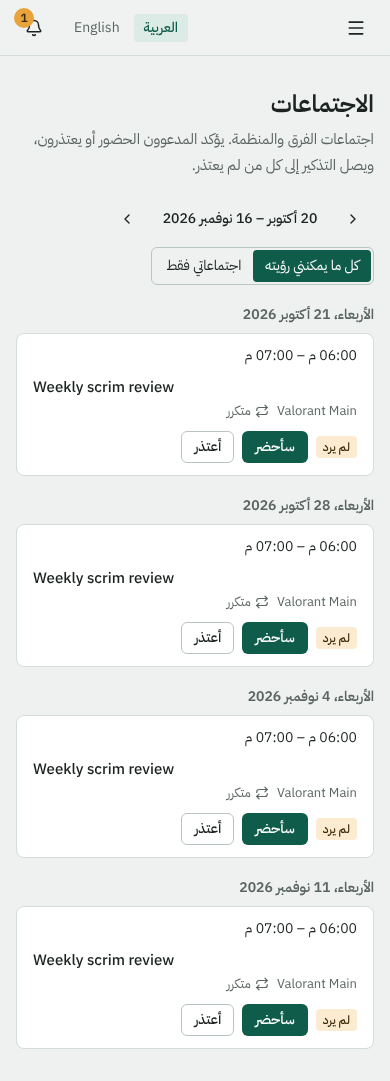 1
English
العربية
الاجتماعات
اجتماعات الفرق والمنظمة. يؤكد المدعوون الحضور أو يعتذرون،
ويصل التذكير إلى كل من لم يعتذر.
20 أكتوبر – 16 نوفمبر 2026
كل ما يمكنني رؤيته
اجتماعاتي فقط
الأربعاء، 21 أكتوبر 2026
06:00 م – 07:00 م
Weekly scrim review
Valorant Main متكرر
لم يرد سأحضر أعتذر
الأربعاء، 28 أكتوبر 2026
06:00 م – 07:00 م
Weekly scrim review
Valorant Main متكرر
لم يرد سأحضر أعتذر
الأربعاء، 4 نوفمبر 2026
06:00 م – 07:00 م
Weekly scrim review
Valorant Main متكرر
لم يرد سأحضر أعتذر
الأربعاء، 11 نوفمبر 2026
06:00 م – 07:00 م
Weekly scrim review
Valorant Main متكرر
لم يرد سأحضر أعتذر